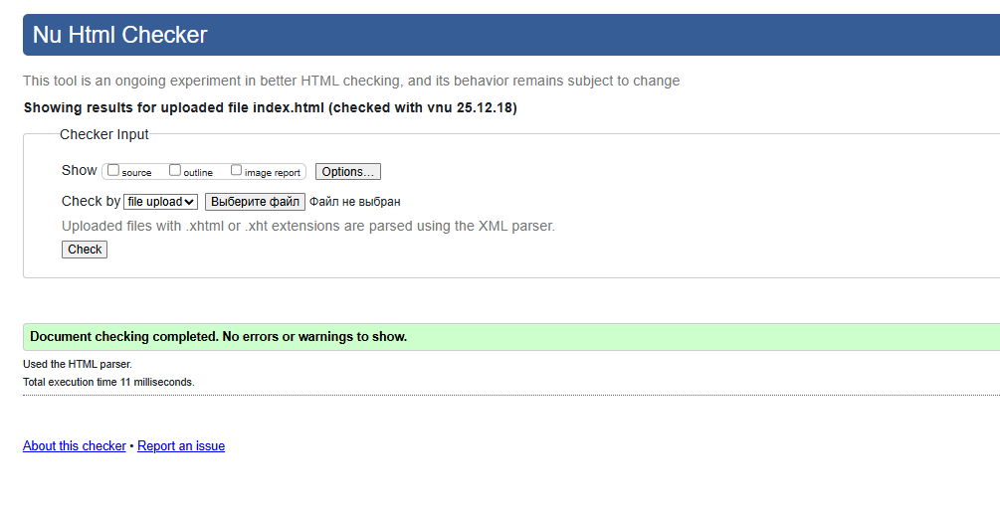 Nu Html Checker
This tool is an ongoing experiment in better HTML checking, and its behavior remains subject to change
Showing results for uploaded file index.html (checked with vnu 25.12.18)
Checker Input
Show source outline image report Options...
Check by file upload Выберите файл Файл не выбран
Uploaded files with .xhtml or .xht extensions are parsed using the XML parser.
Check
Document checking completed. No errors or warnings to show.
Used the HTML parser.
Total execution time 11 milliseconds.
About this checker • Report an issue